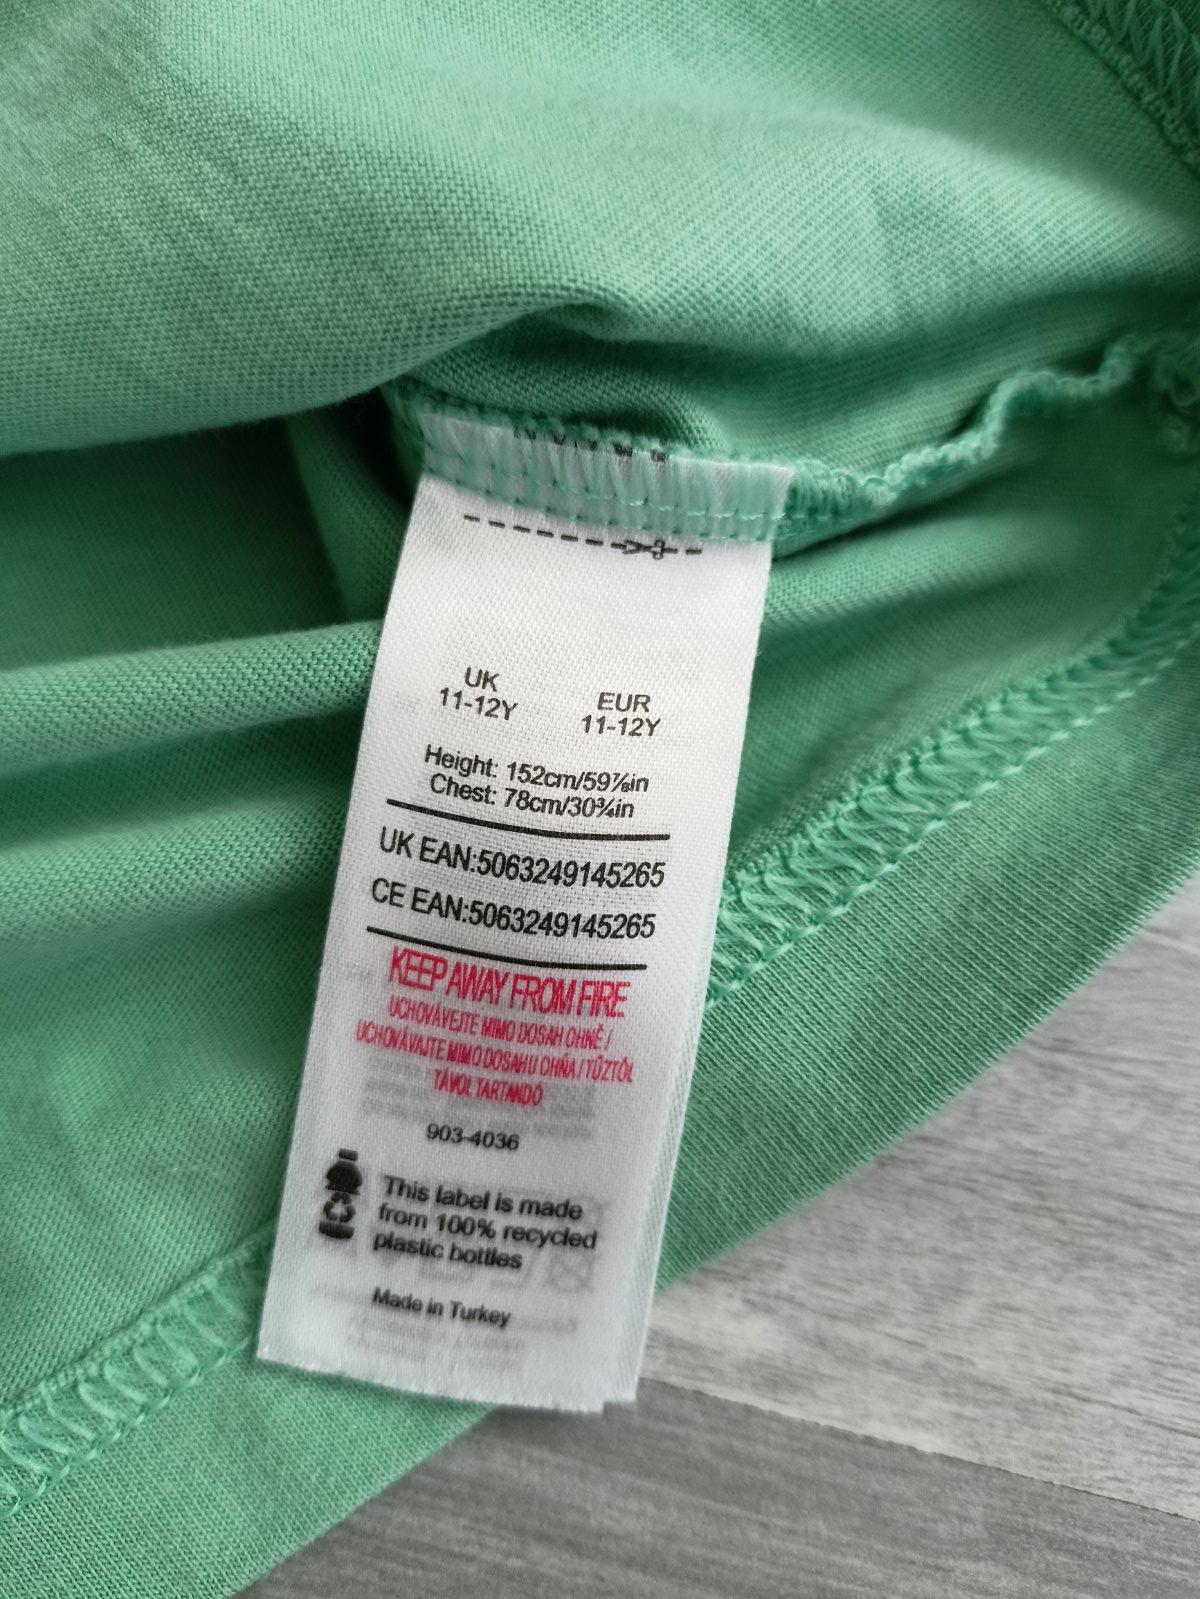 UK
11-12Y
EUR
11-12Y
Height: 152cm/59⅞in
Chest: 78cm/30¾in
UK EAN:5063249145265
CE EAN:5063249145265
KEEP AWAY FROM FIRE
UCHOVÁVEJTE MIMO DOSAH OHNĚ /
UCHOVÁVAJTE MIMO DOSAHU OHŇA / TŰZTŐL
TÁVOL TARTANDÓ
903-4036
This label is made
from 100% recycled
plastic bottles
Made in Turkey